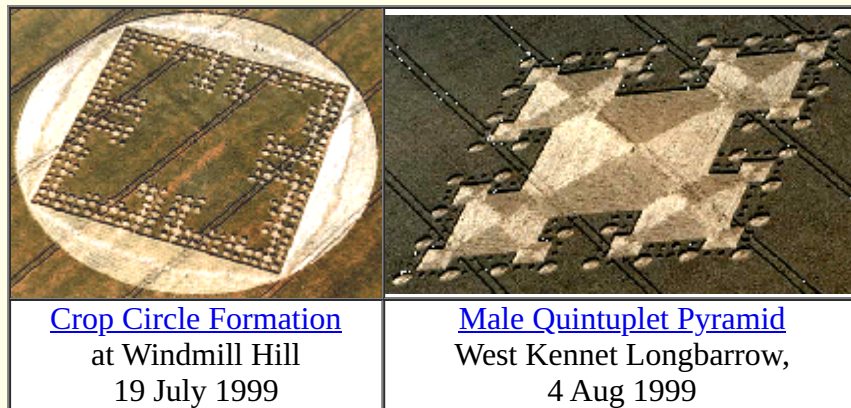 Crop Circle Formation
at Windmill Hill
19 July 1999
Male Quintuplet Pyramid
West Kennet Longbarrow,
4 Aug 1999